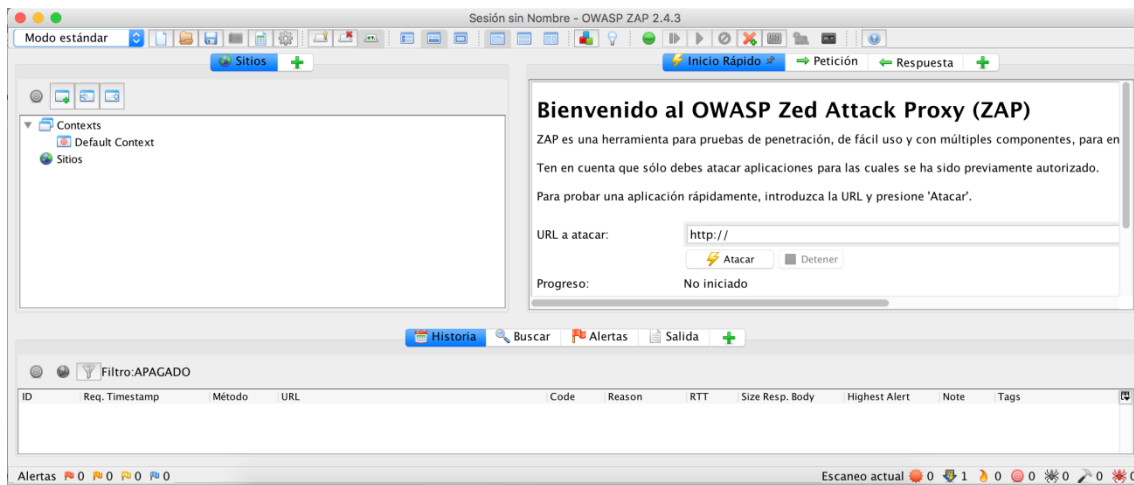 Sesión sin Nombre - OWASP ZAP 2.4.3
Modo estándar
Sitios
Inicio Rápido
Petición
Respuesta
Contexts
Default Context
Sitios
Bienvenido al OWASP Zed Attack Proxy (ZAP)
ZAP es una herramienta para pruebas de penetración, de fácil uso y con múltiples componentes, para en
Ten en cuenta que sólo debes atacar aplicaciones para las cuales se ha sido previamente autorizado.
Para probar una aplicación rápidamente, introduzca la URL y presione 'Atacar'.
URL a atacar: http://
Atacar Detener
Progreso: No iniciado
Historia Buscar Alertas Salida
Filtro:APAGADO
ID Req. Timestamp Método URL Code Reason RTT Size Resp. Body Highest Alert Note Tags
Alertas 0 0 0 0 Escaneo actual 0 1 0 0 0 0 0